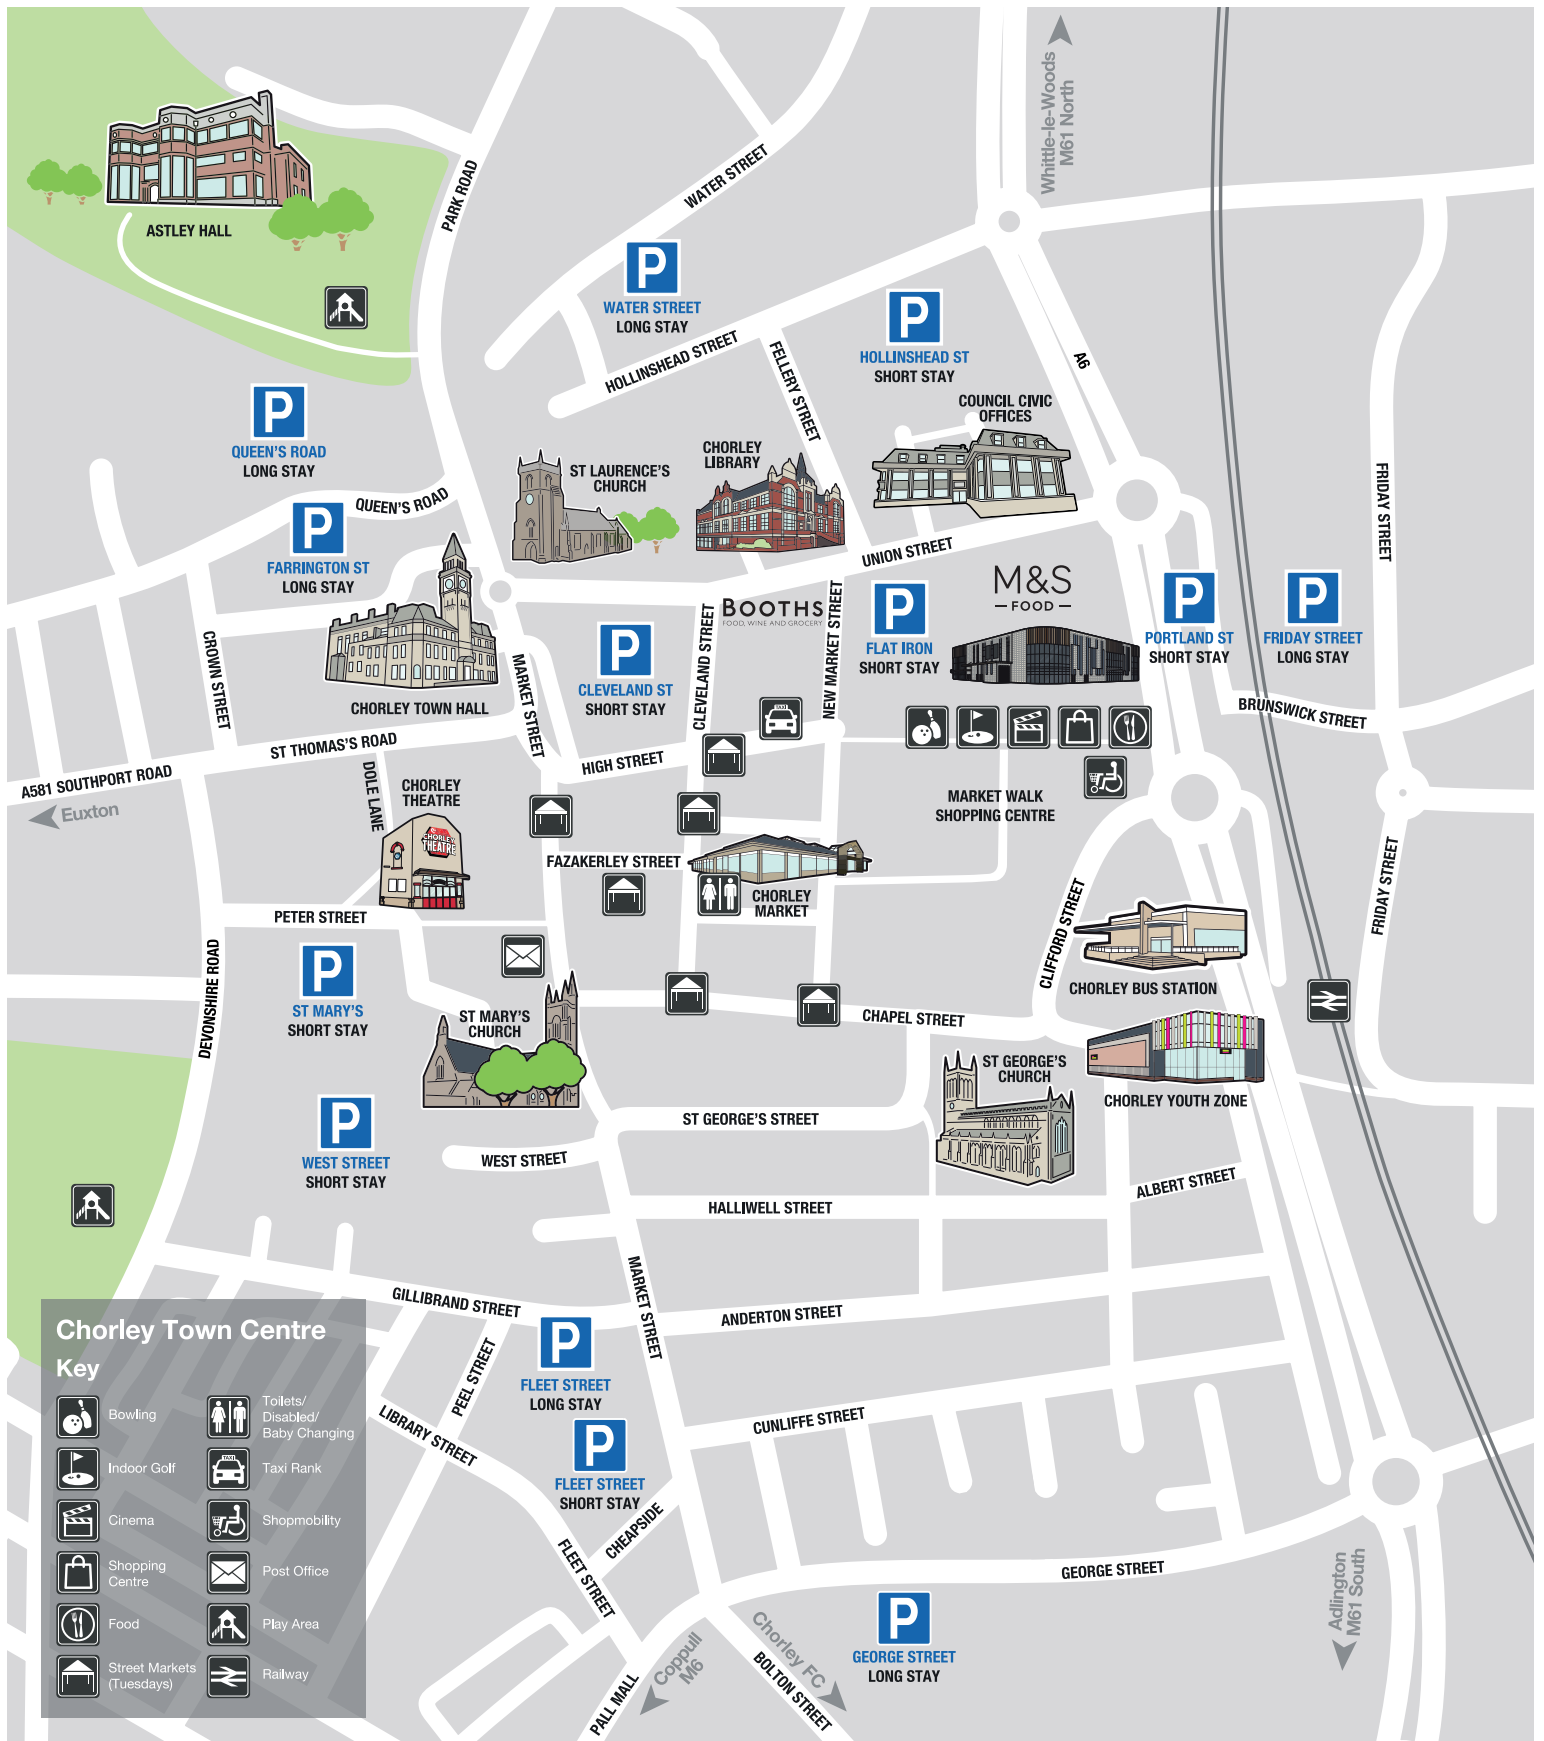 Whittle-le-Woods
M61 North
PARK ROAD
WATER STREET
ASTLEY HALL
P
WATER STREET
LONG STAY
P
HOLLINSHEAD ST
SHORT STAY
HOLLINSHEAD STREET
FELLERY STREET
A6
P
QUEEN'S ROAD
LONG STAY
COUNCIL CIVIC
OFFICES
CHORLEY
LIBRARY
ST LAURENCE'S
CHURCH
QUEEN'S ROAD
FRIDAY STREET
P
FARRINGTON ST
LONG STAY
UNION STREET
M&S
FOOD
BOOTHS
FOOD, WINE AND GROCERY
P
FLAT IRON
SHORT STAY
P
PORTLAND ST
SHORT STAY
P
FRIDAY STREET
LONG STAY
P
CLEVELAND ST
SHORT STAY
CROWN STREET
MARKET STREET
CLEVELAND STREET
NEW MARKET STREET
CHORLEY TOWN HALL
BRUNSWICK STREET
TAXI
ST THOMAS'S ROAD
HIGH STREET
A581 SOUTHPORT ROAD
Euxton
DOLE LANE
CHORLEY
THEATRE
CHORLEY
THEATRE
MARKET WALK
SHOPPING CENTRE
FAZAKERLEY STREET
CHORLEY
MARKET
FRIDAY STREET
CLIFFORD STREET
PETER STREET
DEVONSHIRE ROAD
P
ST MARY'S
SHORT STAY
CHORLEY BUS STATION
ST MARY'S
CHURCH
CHAPEL STREET
ST GEORGE'S
CHURCH
CHORLEY YOUTH ZONE
P
WEST STREET
SHORT STAY
ST GEORGE'S STREET
WEST STREET
ALBERT STREET
HALLIWELL STREET
MARKET STREET
GILLIBRAND STREET
ANDERTON STREET
P
FLEET STREET
LONG STAY
PEEL STREET
LIBRARY STREET
CUNLIFFE STREET
P
FLEET STREET
SHORT STAY
CHEAPSIDE
FLEET STREET
GEORGE STREET
Adlington
M61 South
P
GEORGE STREET
LONG STAY
Coppull
M6
Chorley FC
BOLTON STREET
PALL MALL
Chorley Town Centre
Key
Bowling
Toilets/
Disabled/
Baby Changing
Indoor Golf
TAXI
Taxi Rank
Cinema
Shopmobility
Shopping
Centre
Post Office
Food
Play Area
Street Markets
(Tuesdays)
Railway